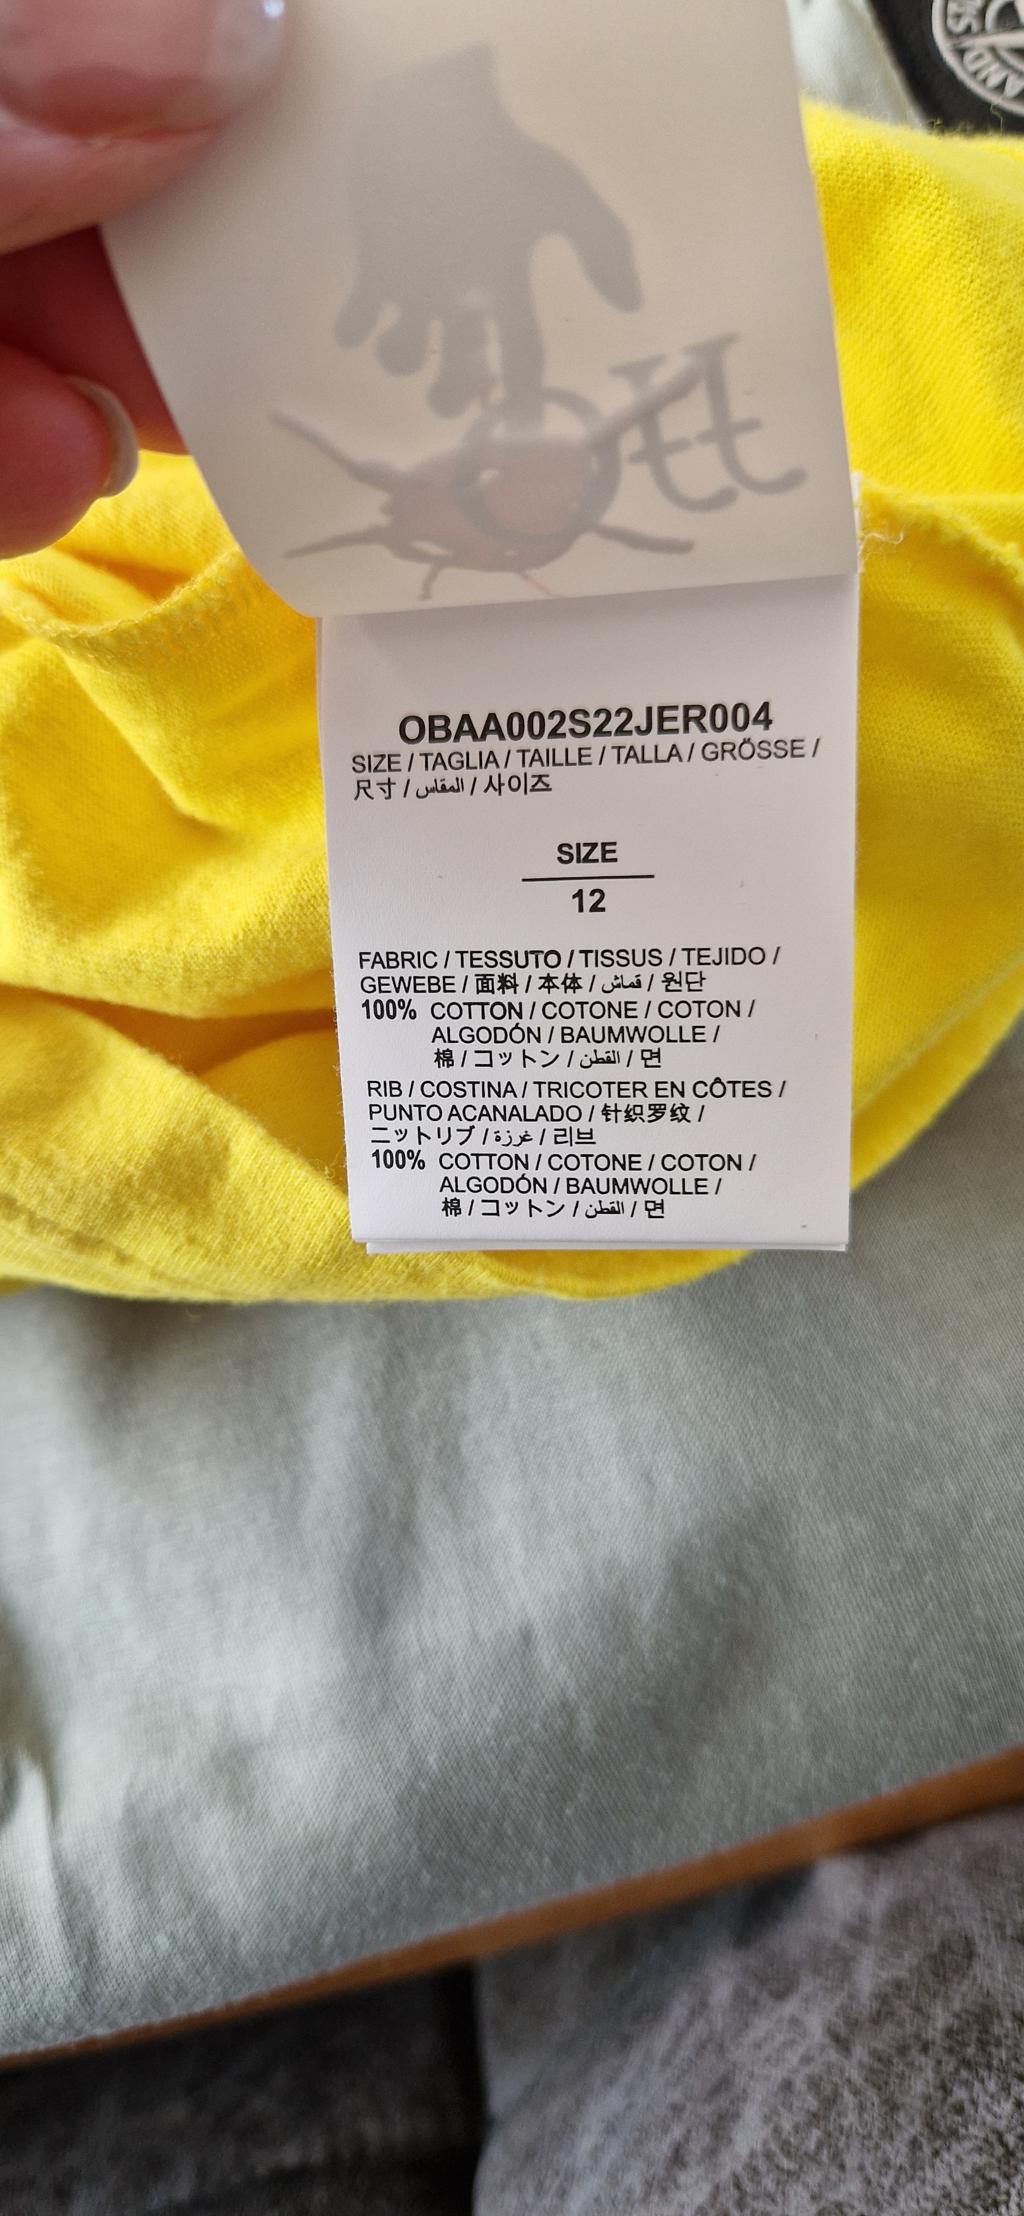 AND
Off
OBAA002S22JER004
SIZE / TAGLIA / TAILLE / TALLA / GRÖSSE /
尺寸 / المقاس / 사이즈
SIZE
12
FABRIC / TESSUTO / TISSUS / TEJIDO /
GEWEBE / 面料 / 本体 / قماش / 원단
100% COTTON / COTONE / COTON /
ALGODÓN / BAUMWOLLE /
棉 / コットン / القطن / 면
RIB / COSTINA / TRICOTER EN CÔTES /
PUNTO ACANALADO / 针织罗纹 /
ニットリブ / غرزة / 리브
100% COTTON / COTONE / COTON /
ALGODÓN / BAUMWOLLE /
棉 / コットン / القطن / 면